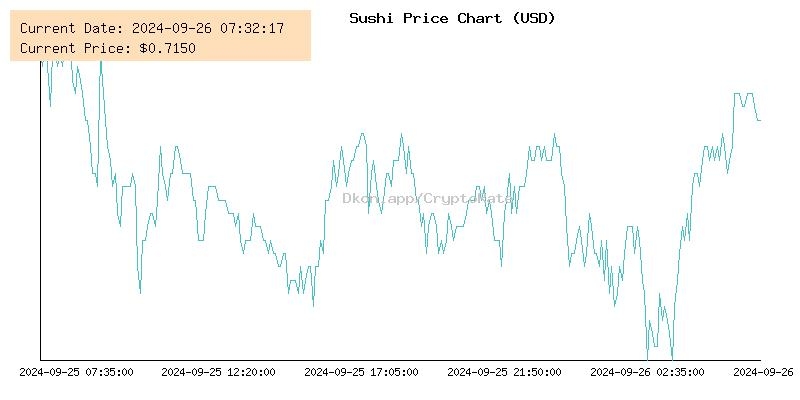 Sushi Price Chart (USD)
Current Date: 2024-09-26 07:32:17
Current Price: $0.7150
Dkon.app/CryptoMate
2024-09-25 07:35:00 2024-09-25 12:20:00 2024-09-25 17:05:00 2024-09-25 21:50:00 2024-09-26 02:35:00 2024-09-26